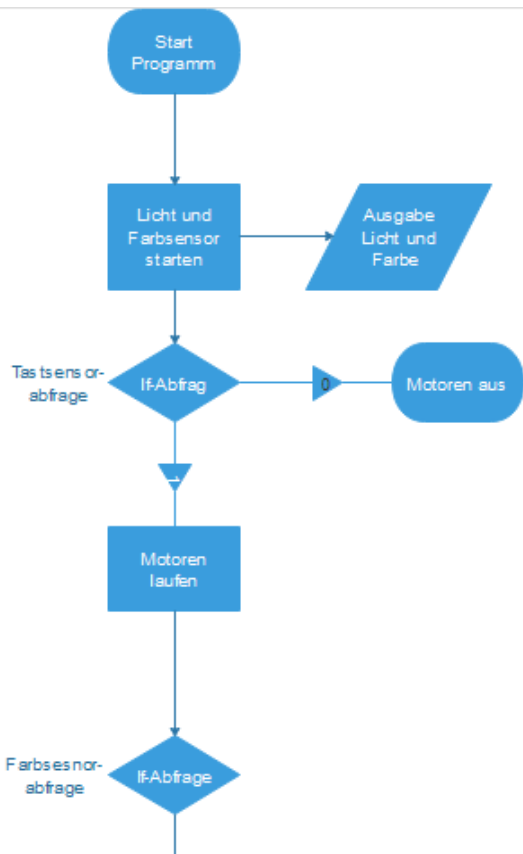 Start
Programm
Licht und
Farbsensor
starten
Ausgabe
Licht und
Farbe
Tastsensor-
abfrage
If-Abfrag
0
Motoren aus
1
Motoren
laufen
Farbsesnor-
abfrage
If-Abfrage